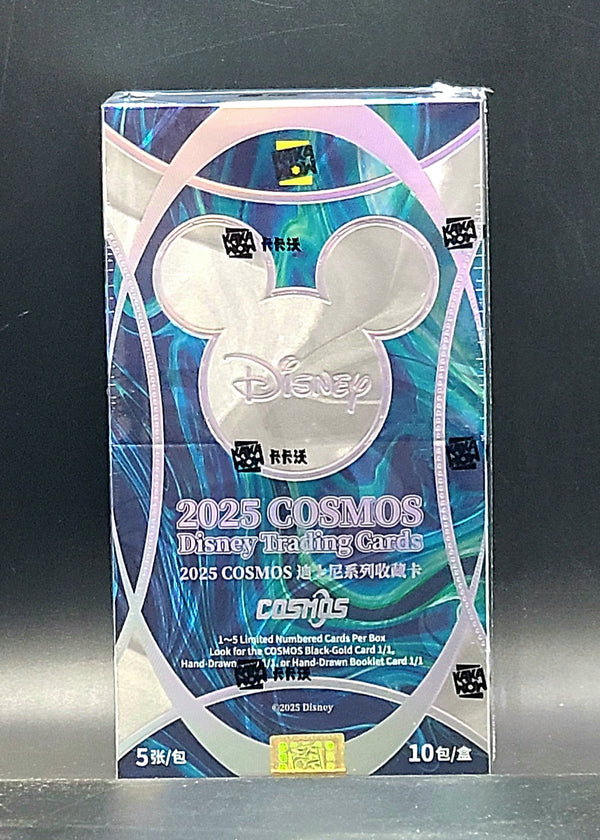 卡卡沃
Disney
卡卡沃
2025 COSMOS
Disney Trading Cards
2025 COSMOS 迪士尼系列收藏卡
COSMOS
1~5 Limited Numbered Cards Per Box
Look for the COSMOS Black-Gold Card 1/1,
Hand-Drawn 1/1, or Hand-Drawn Booklet Card 1/1
卡卡沃
©2025 Disney
5张/包
10包/盒